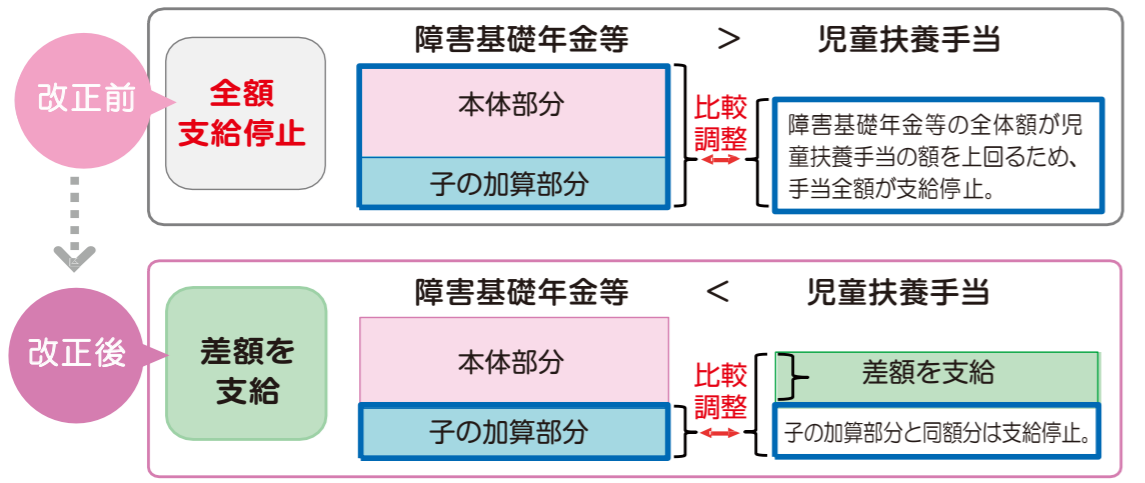 改正前
全額
支給停止
障害基礎年金等 > 児童扶養手当
本体部分
子の加算部分
比較
調整
障害基礎年金等の全体額が児
童扶養手当の額を上回るため、
手当全額が支給停止。
改正後
差額を
支給
障害基礎年金等 < 児童扶養手当
本体部分
子の加算部分
比較
調整
差額を支給
子の加算部分と同額分は支給停止。